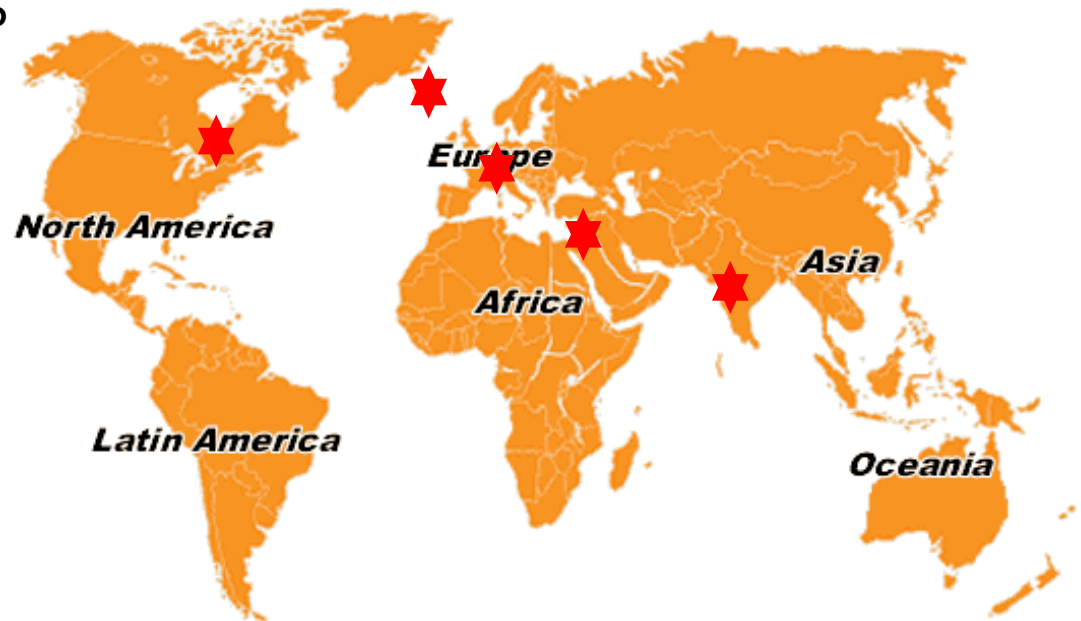 Europe
North America
Asia
Africa
Latin America
Oceania